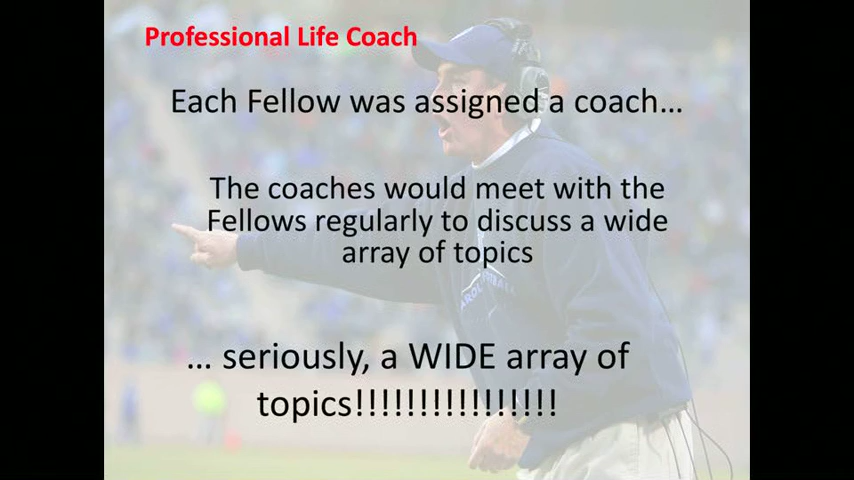 Professional Life Coach
Each Fellow was assigned a coach…
The coaches would meet with the
Fellows regularly to discuss a wide
array of topics
… seriously, a WIDE array of
topics!!!!!!!!!!!!!!!!